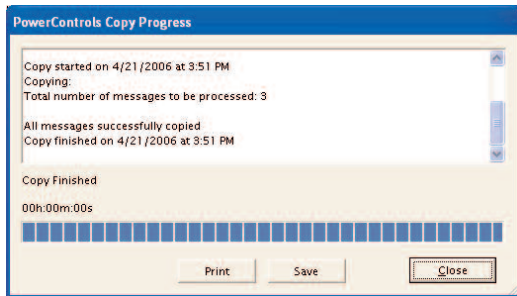 PowerControls Copy Progress
Copy started on 4/21/2006 at 3:51 PM
Copying:
Total number of messages to be processed: 3
All messages successfully copied
Copy finished on 4/21/2006 at 3:51 PM
Copy Finished
00h:00m:00s
Print Save Close